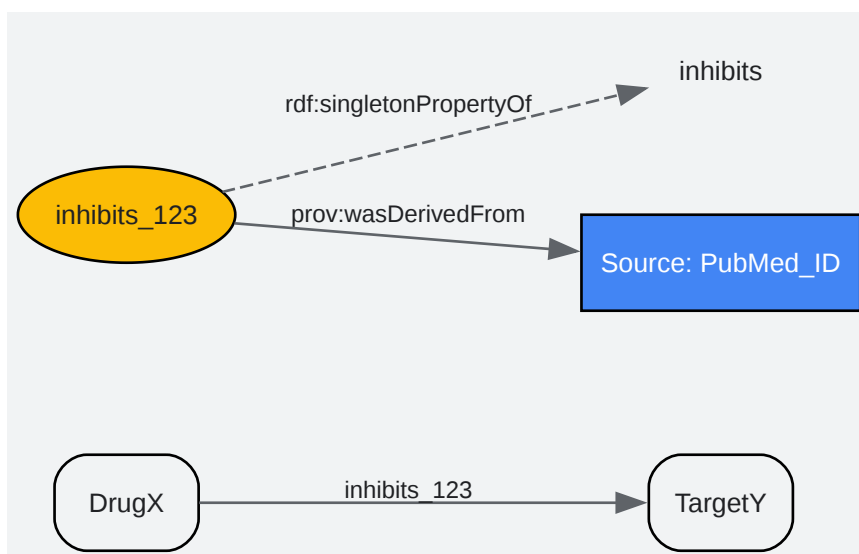 inhibits
rdf:singletonPropertyOf
inhibits_123
prov:wasDerivedFrom
Source: PubMed_ID
inhibits_123
DrugX
TargetY